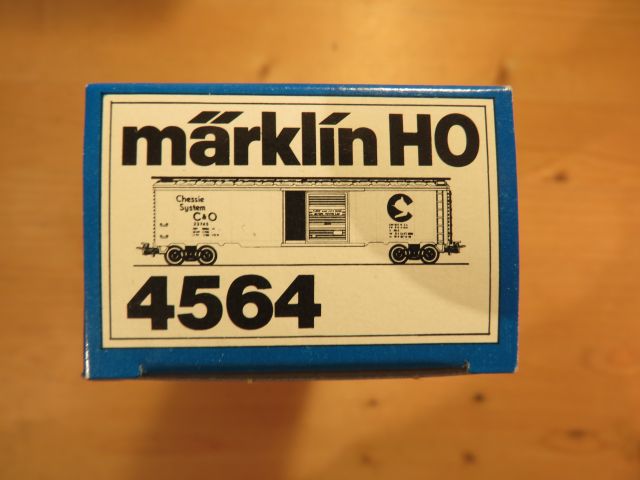 märklin HO
Chessie
System
C&O
4564